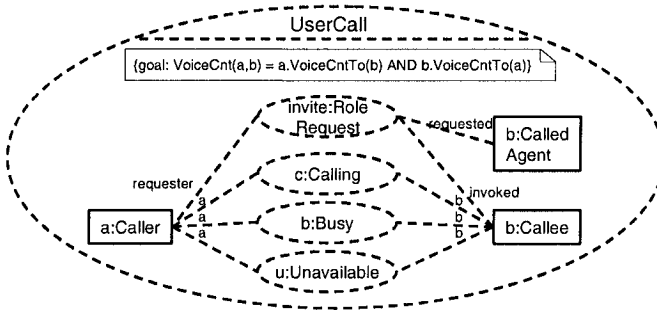 UserCall
{goal: VoiceCnt(a,b) = a.VoiceCntTo(b) AND b.VoiceCntTo(a)}
invite:Role
Request
requested
b:Called
Agent
requester
c:Calling
invoked
a
b
a:Caller
a
b:Busy
b
b:Callee
a
b
u:Unavailable